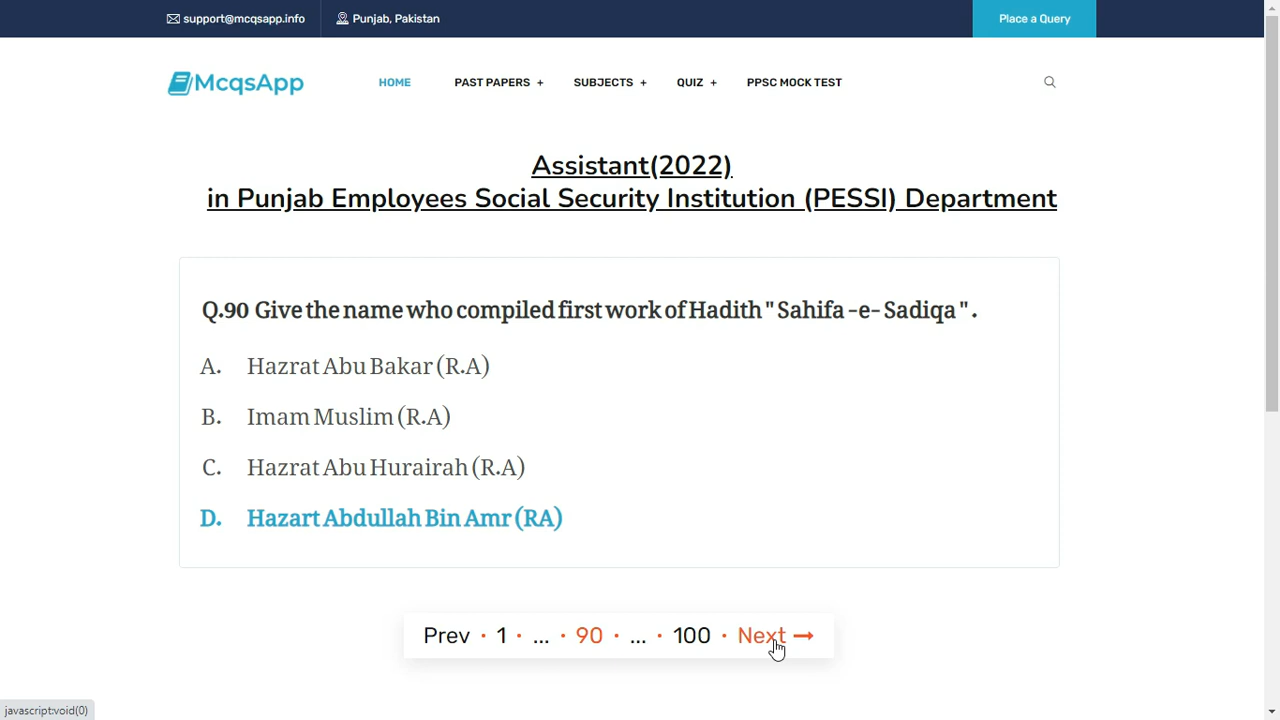 support@mcqsapp.info
Punjab, Pakistan
Place a Query
McqsApp
HOME
PAST PAPERS +
SUBJECTS +
QUIZ +
PPSC MOCK TEST
Assistant(2022)
in Punjab Employees Social Security Institution (PESSI) Department
Q.90 Give the name who compiled first work of Hadith " Sahifa -e- Sadiqa " .
A. Hazrat Abu Bakar (R.A)
B. Imam Muslim (R.A)
C. Hazrat Abu Hurairah (R.A)
D. Hazart Abdullah Bin Amr (RA)
Prev · 1 · ... · 90 · ... · 100 · Next →
javascript:void(0)